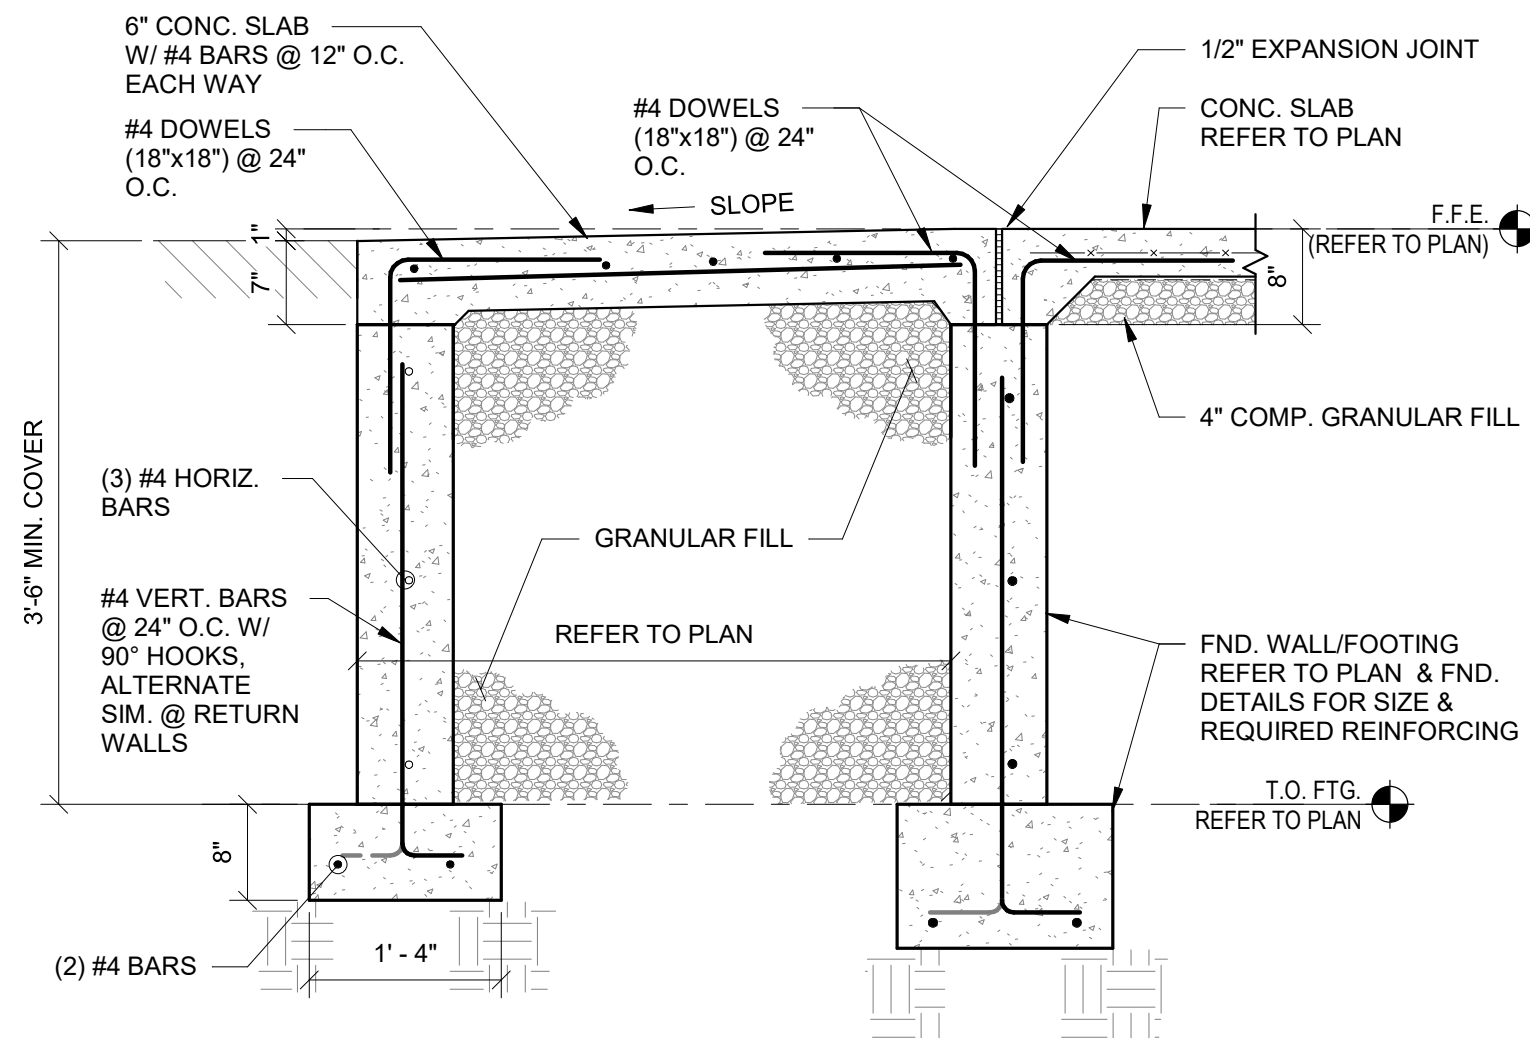 6" CONC. SLAB
W/ #4 BARS @ 12" O.C.
EACH WAY
#4 DOWELS
(18"x18") @ 24"
O.C.
#4 DOWELS
(18"x18") @ 24"
O.C.
1/2" EXPANSION JOINT
CONC. SLAB
REFER TO PLAN
SLOPE
F.F.E.
(REFER TO PLAN)
1"
7"
8"
4" COMP. GRANULAR FILL
3'-6" MIN. COVER
(3) #4 HORIZ.
BARS
GRANULAR FILL
#4 VERT. BARS
@ 24" O.C. W/
90° HOOKS,
ALTERNATE
SIM. @ RETURN
WALLS
REFER TO PLAN
FND. WALL/FOOTING
REFER TO PLAN & FND.
DETAILS FOR SIZE &
REQUIRED REINFORCING
T.O. FTG.
REFER TO PLAN
8"
1' - 4"
(2) #4 BARS